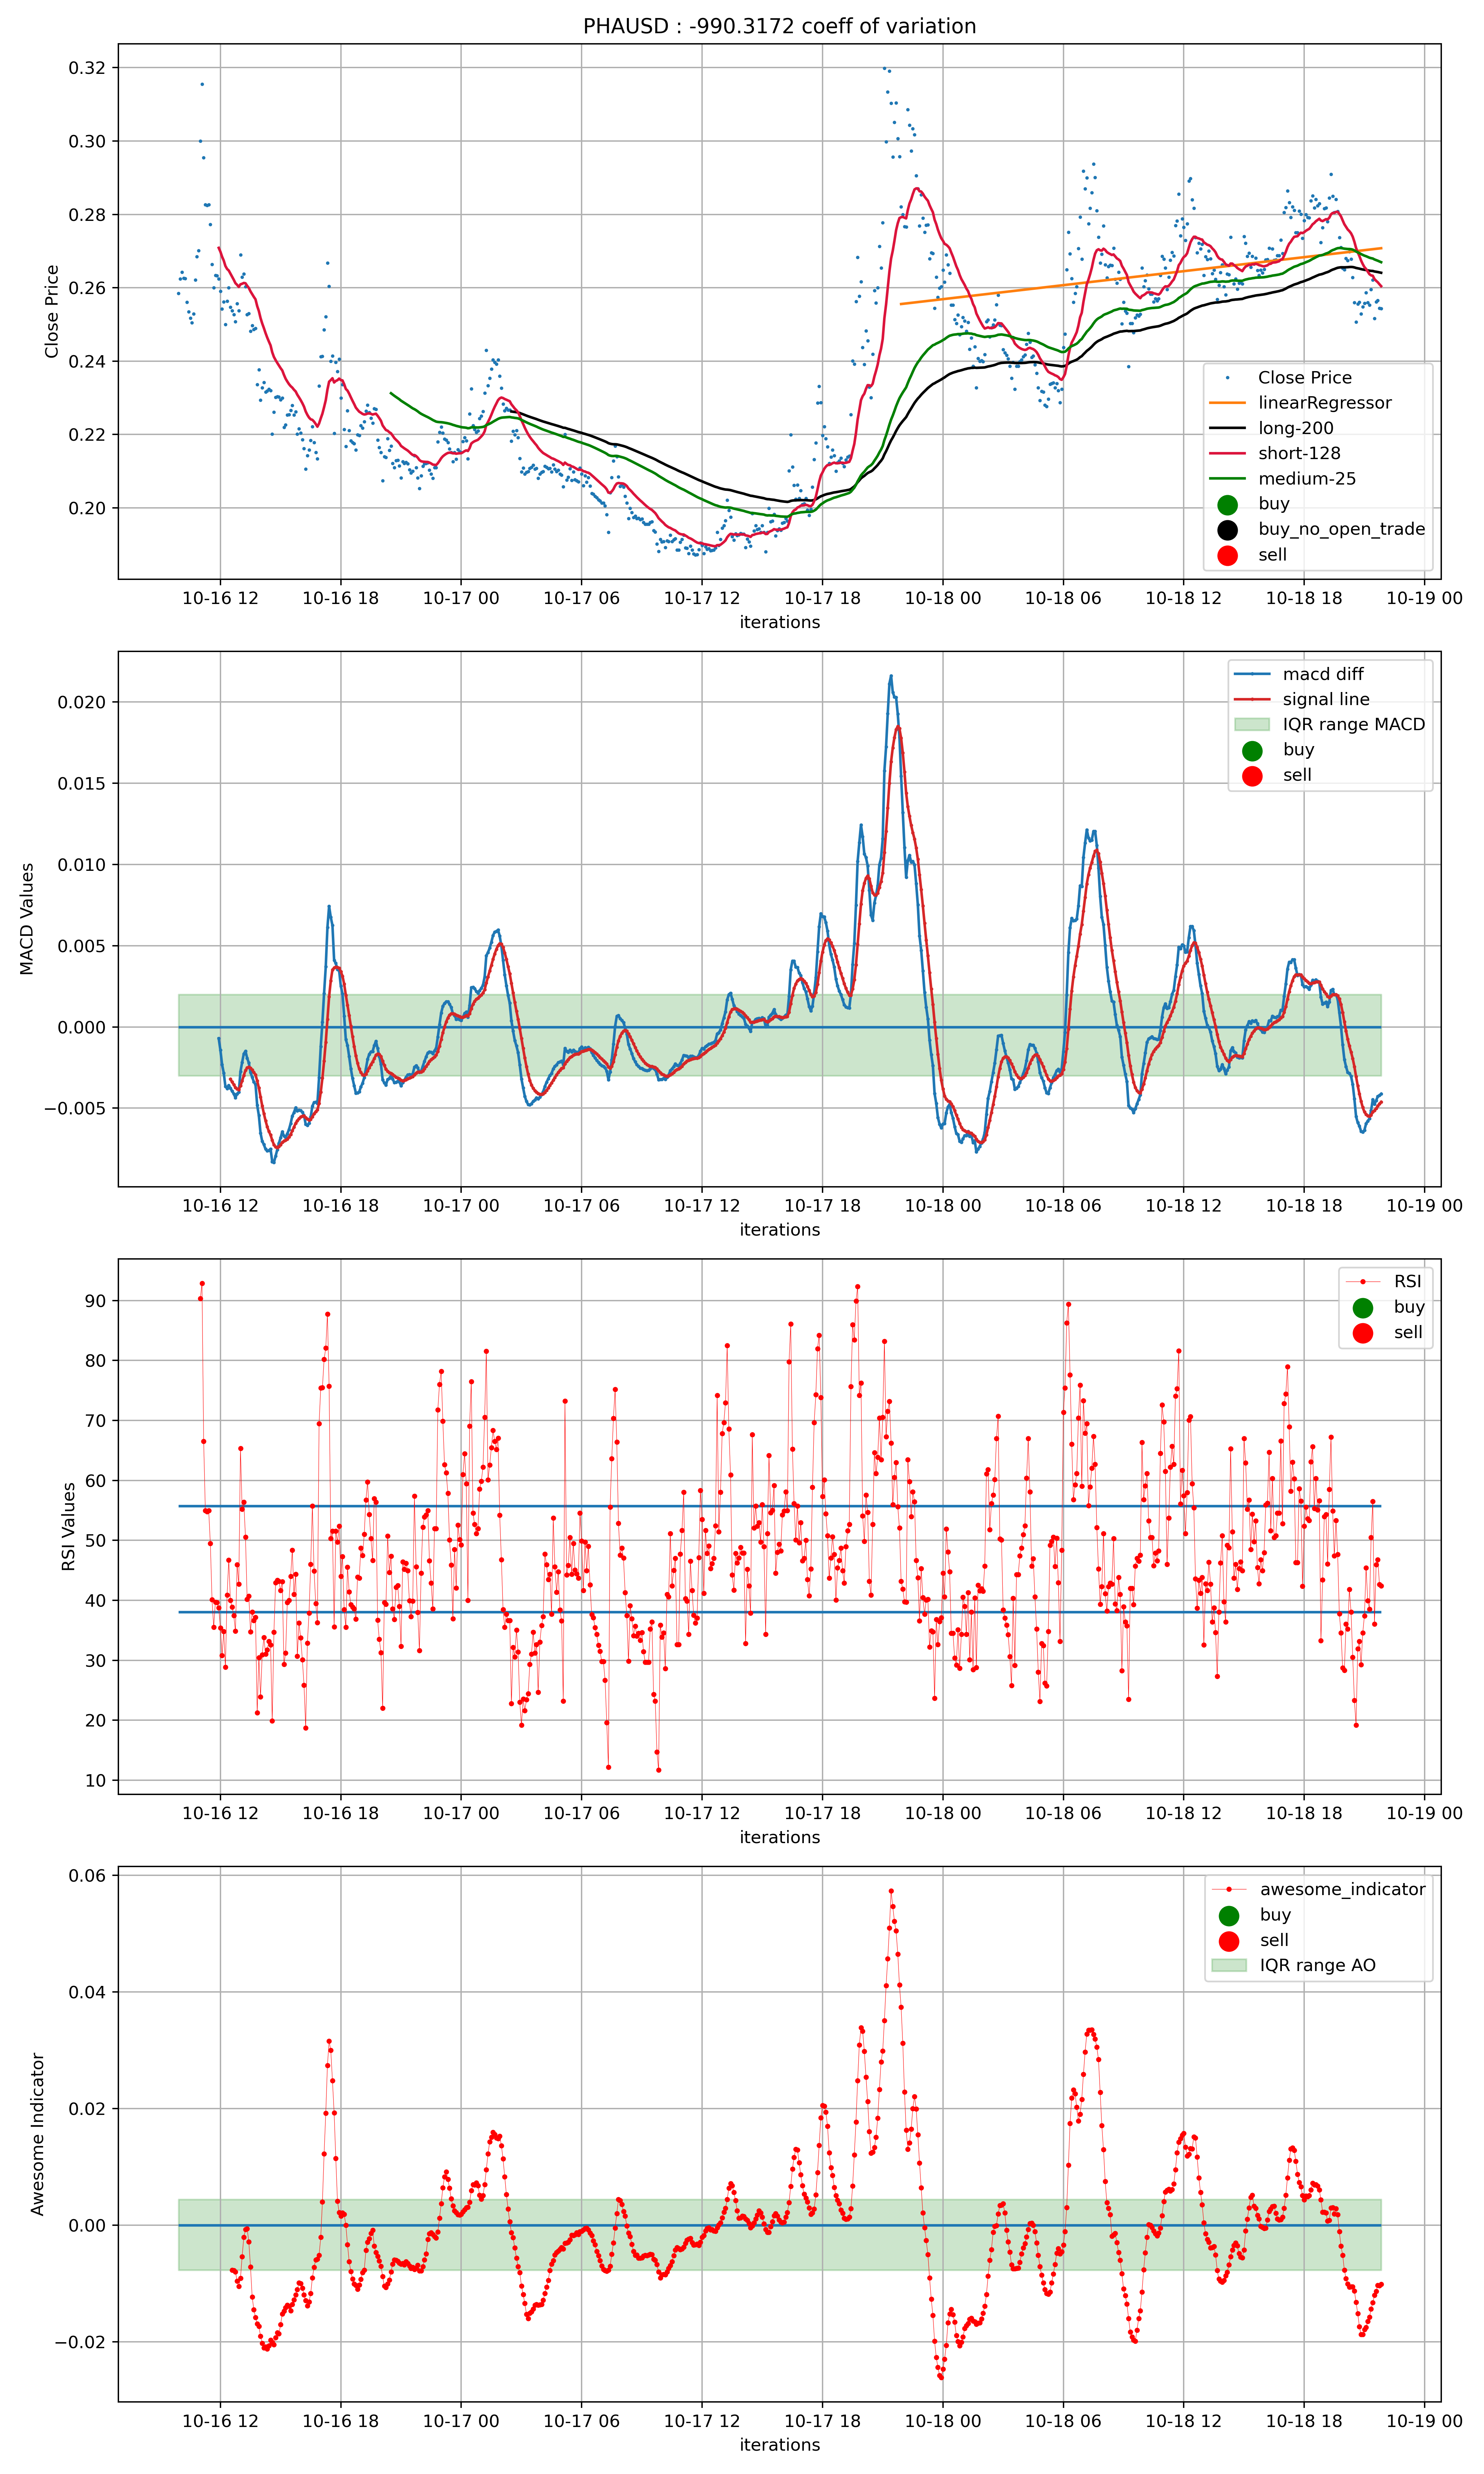 PHAUSD : -990.3172 coeff of variation
0.32
0.30
0.28
0.26
0.24
0.22
0.20
Close Price
Close Price
linearRegressor
long-200
short-128
medium-25
buy
buy_no_open_trade
sell
10-16 12 10-16 18 10-17 00 10-17 06 10-17 12 10-17 18 10-18 00 10-18 06 10-18 12 10-18 18 10-19 00
iterations
macd diff
signal line
IQR range MACD
buy
sell
0.020
0.015
0.010
0.005
0.000
−0.005
MACD Values
10-16 12 10-16 18 10-17 00 10-17 06 10-17 12 10-17 18 10-18 00 10-18 06 10-18 12 10-18 18 10-19 00
iterations
RSI
buy
sell
90
80
70
60
50
40
30
20
10
RSI Values
10-16 12 10-16 18 10-17 00 10-17 06 10-17 12 10-17 18 10-18 00 10-18 06 10-18 12 10-18 18 10-19 00
iterations
awesome_indicator
buy
sell
IQR range AO
0.06
0.04
0.02
0.00
−0.02
Awesome Indicator
10-16 12 10-16 18 10-17 00 10-17 06 10-17 12 10-17 18 10-18 00 10-18 06 10-18 12 10-18 18 10-19 00
iterations